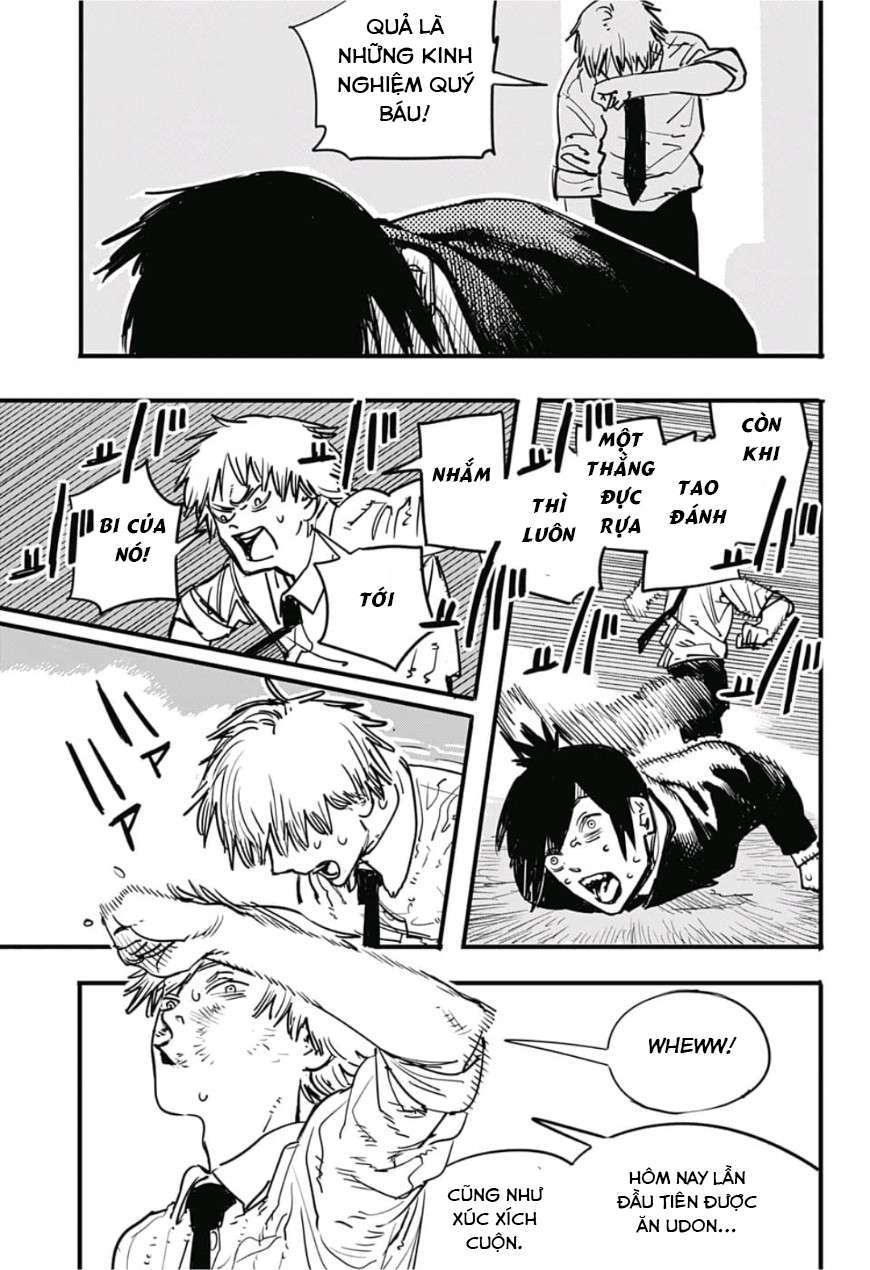 QUẢ LÀ
NHỮNG KINH
NGHIỆM QUÝ
BÁU!
CÒN
KHI
TAO
ĐÁNH
MỘT
THẰNG
ĐỰC
RỰA
THÌ
LUÔN
NHẮM
TỚI
BI CỦA
NÓ!
WHEWW!
HÔM NAY LẦN
ĐẦU TIÊN ĐƯỢC
ĂN UDON...
CŨNG NHƯ
XÚC XÍCH
CUỘN.